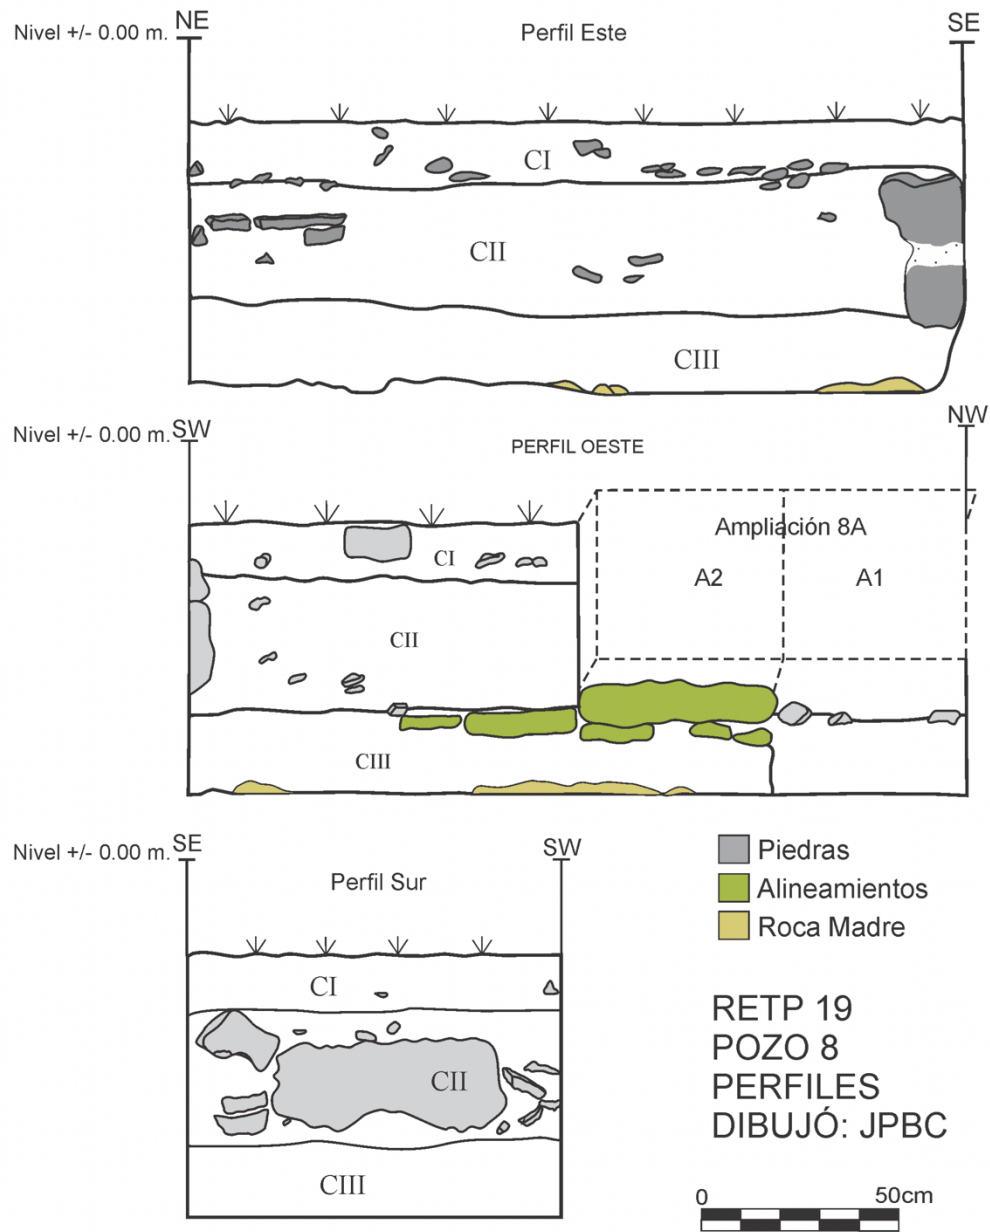 Nivel +/- 0.00 m. NE Perfil Este SE
CI
CII
CIII
Nivel +/- 0.00 m. SW PERFIL OESTE NW
Ampliación 8A
CI A2 A1
CII
CIII
Nivel +/- 0.00 m. SE Perfil Sur SW
CI
CII
CIII
Piedras
Alineamientos
Roca Madre
RETP 19
POZO 8
PERFILES
DIBUJÓ: JPBC
0 50cm